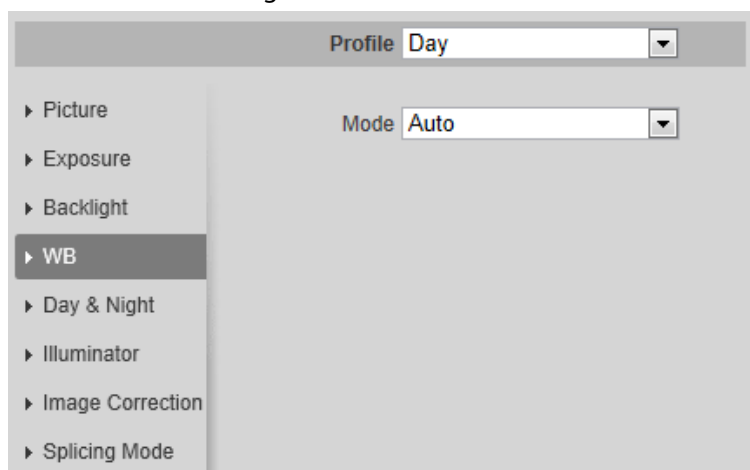 Profile Day
Picture
Mode Auto
Exposure
Backlight
WB
Day & Night
Illuminator
Image Correction
Splicing Mode